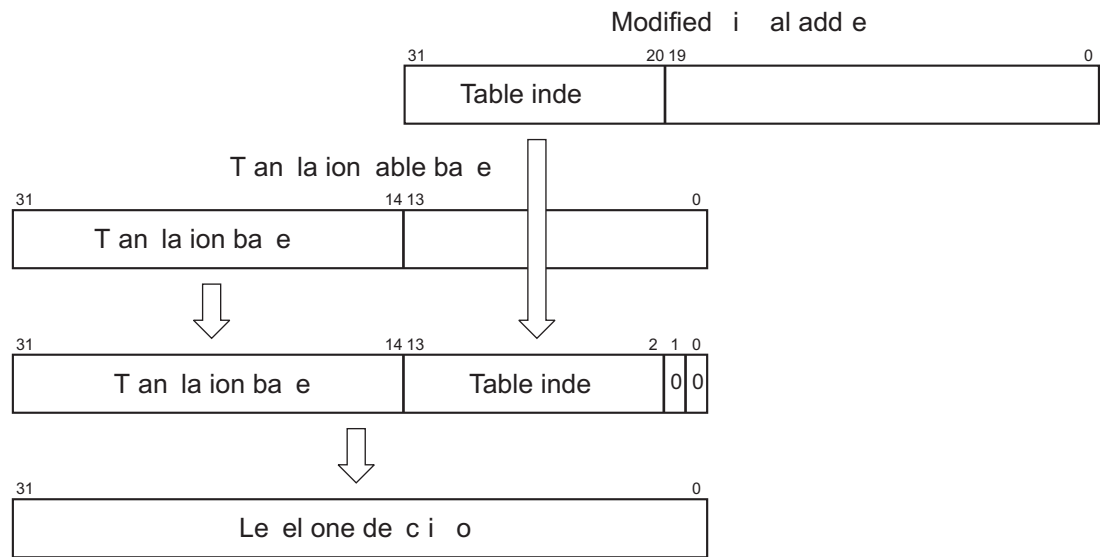 Modified i al add e
31 20 19 0
Table inde
T an la ion able ba e
31 14 13 0
T an la ion ba e
31 14 13 2 1 0
T an la ion ba e Table inde 0 0
31 0
Le el one de c i o